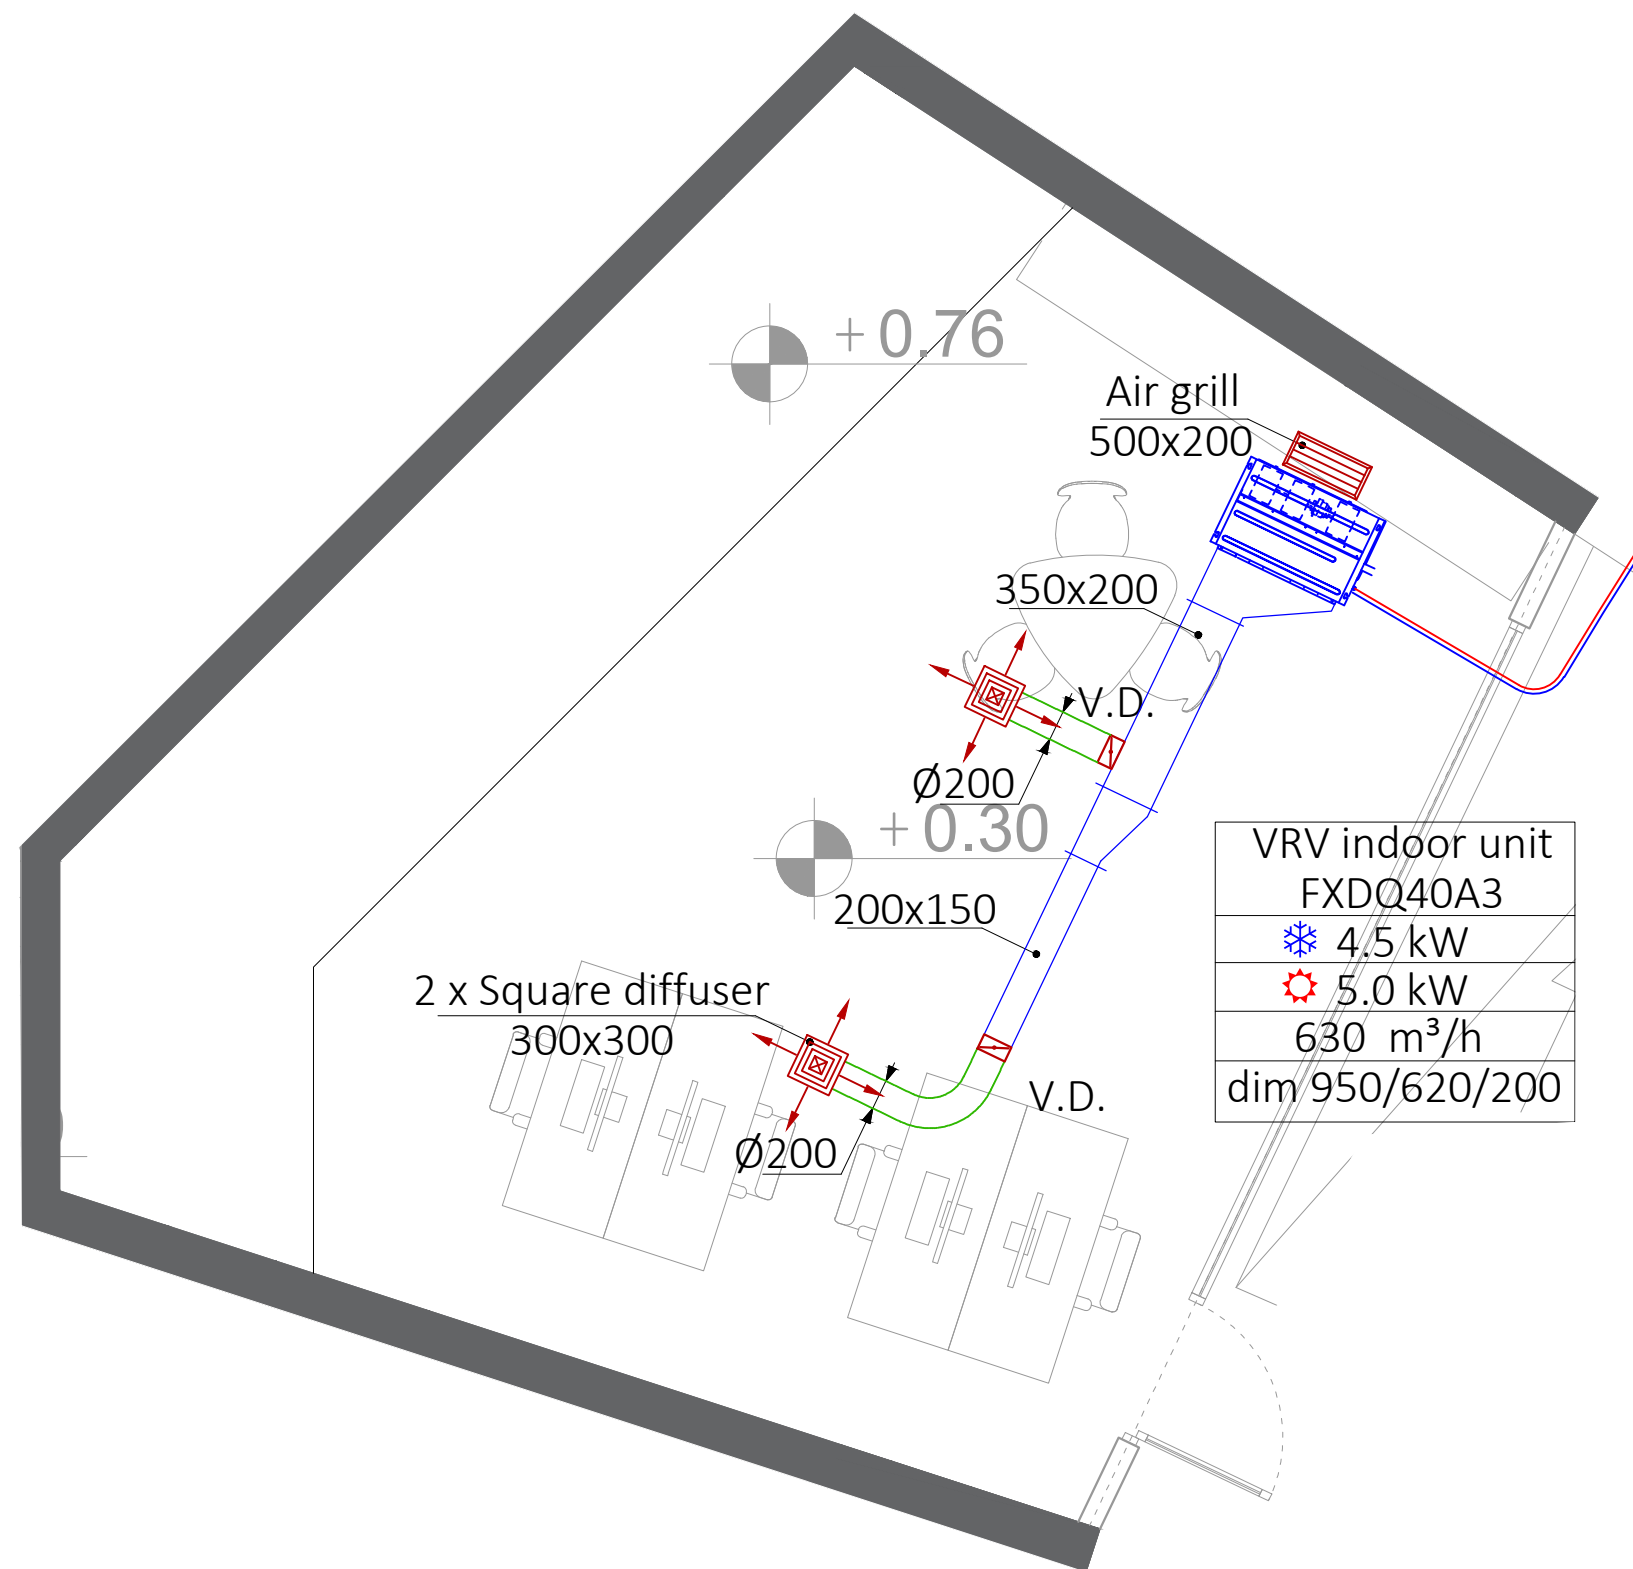 + 0.76
Air grill
500x200
350x200
V.D.
Ø200
+ 0.30
VRV indoor unit
FXDQ40A3
4.5 kW
5.0 kW
630 m³/h
dim 950/620/200
200x150
2 x Square diffuser
300x300
V.D.
Ø200